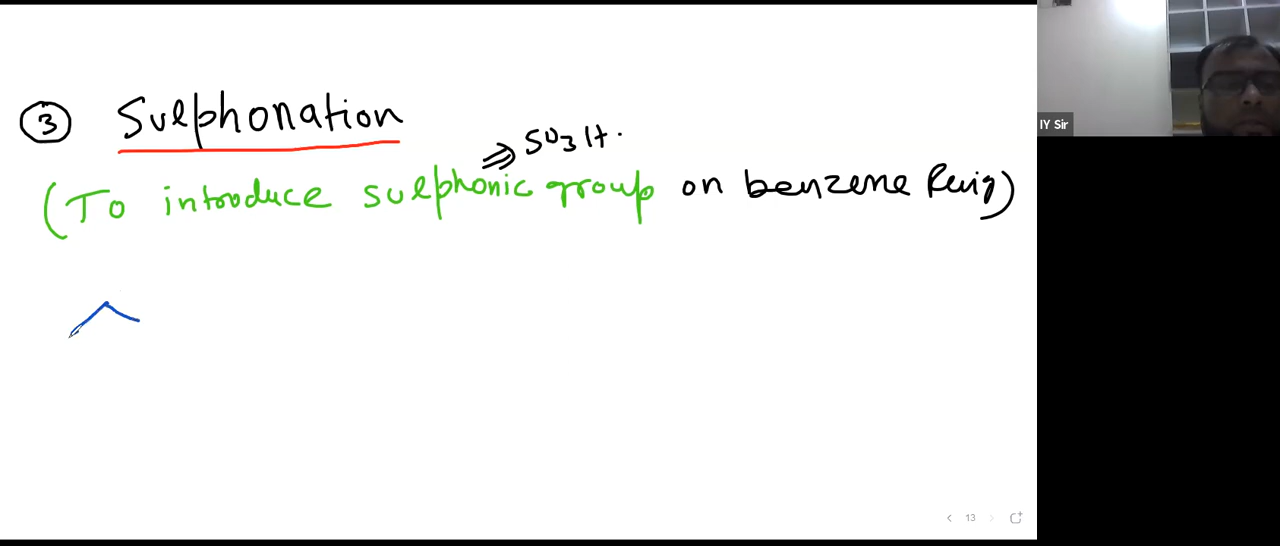 ③ Sulphonation
⇒ SO3H.
(To introduce sulphonic group on benzene Ring)
IY Sir
13